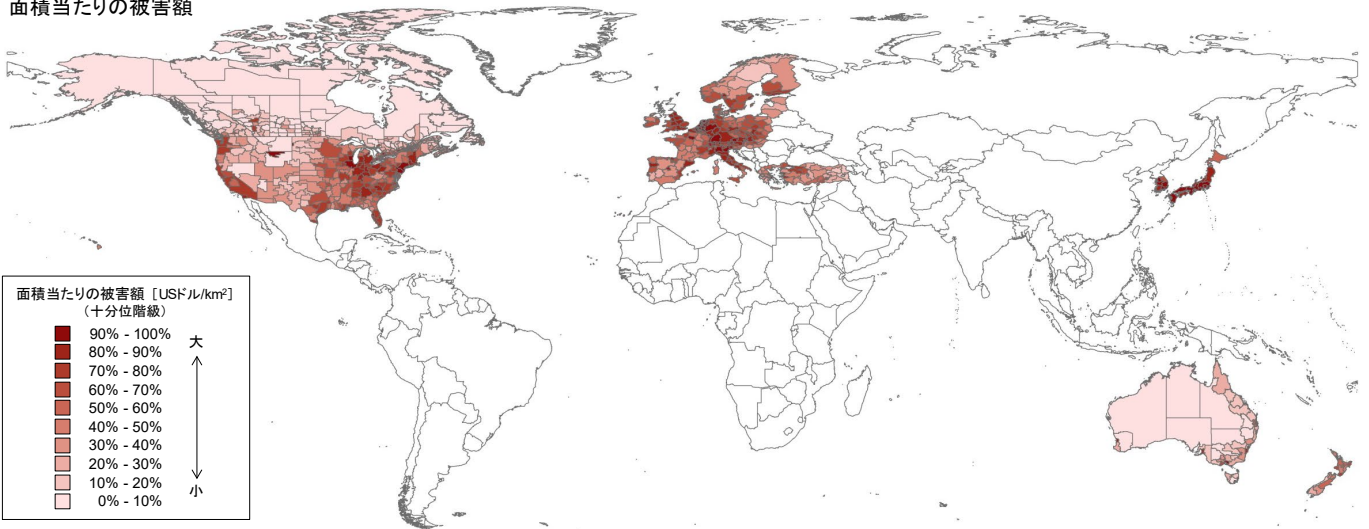 面積当たりの被害額
面積当たりの被害額 [USドル/km²]
(十分位階級)
90% - 100%
大
80% - 90%
70% - 80%
60% - 70%
50% - 60%
40% - 50%
30% - 40%
20% - 30%
10% - 20%
小
0% - 10%